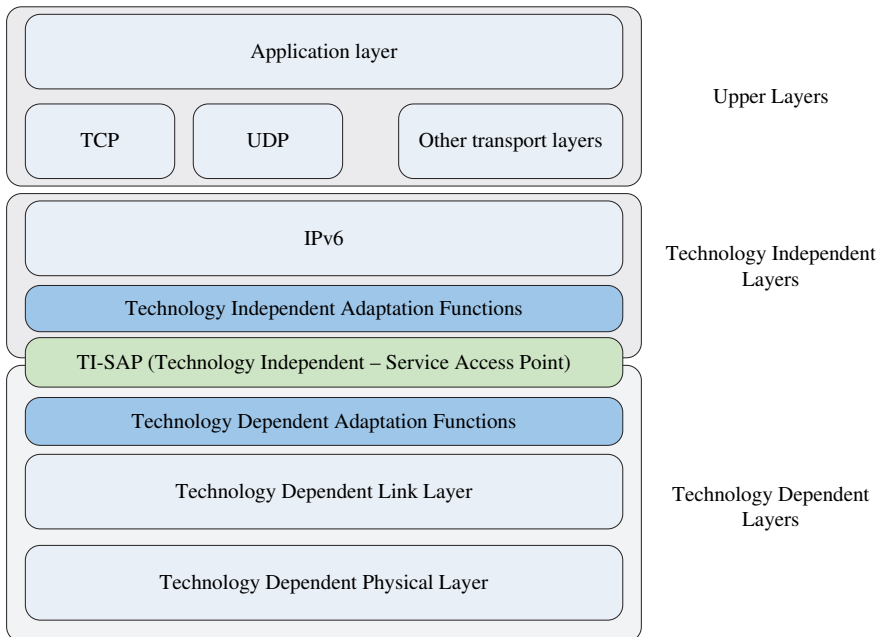 Application layer
Upper Layers
TCP
UDP
Other transport layers
IPv6
Technology Independent
Layers
Technology Independent Adaptation Functions
TI-SAP (Technology Independent – Service Access Point)
Technology Dependent Adaptation Functions
Technology Dependent Link Layer
Technology Dependent
Layers
Technology Dependent Physical Layer